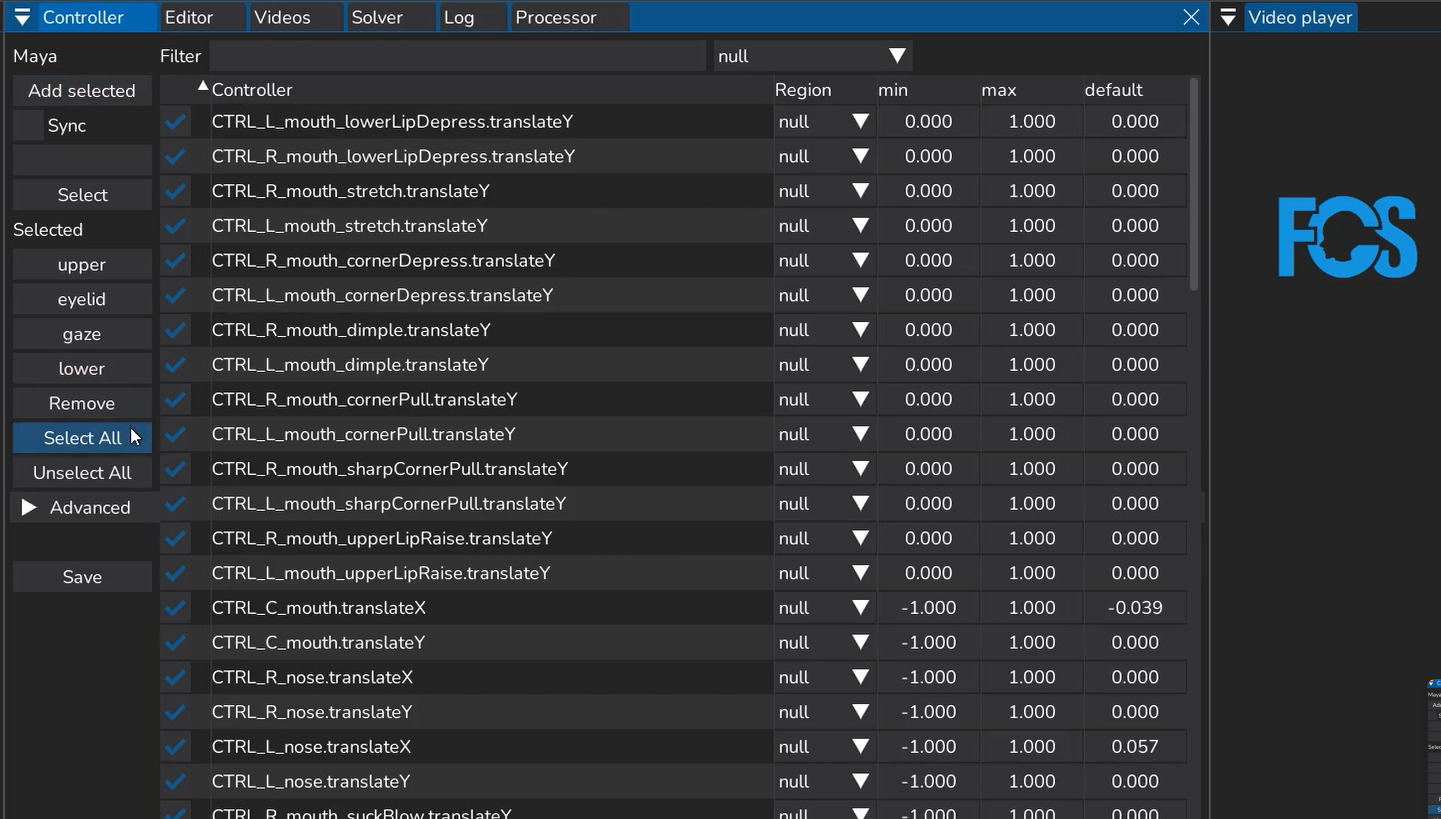 Controller Editor Videos Solver Log Processor Video player
Maya Filter null
Add selected Controller Region min max default
Sync CTRL_L_mouth_lowerLipDepress.translateY null 0.000 1.000 0.000
CTRL_R_mouth_lowerLipDepress.translateY null 0.000 1.000 0.000
Select CTRL_R_mouth_stretch.translateY null 0.000 1.000 0.000
Selected CTRL_L_mouth_stretch.translateY null 0.000 1.000 0.000
FCS
upper CTRL_R_mouth_cornerDepress.translateY null 0.000 1.000 0.000
eyelid CTRL_L_mouth_cornerDepress.translateY null 0.000 1.000 0.000
gaze CTRL_R_mouth_dimple.translateY null 0.000 1.000 0.000
lower CTRL_L_mouth_dimple.translateY null 0.000 1.000 0.000
Remove CTRL_R_mouth_cornerPull.translateY null 0.000 1.000 0.000
Select All CTRL_L_mouth_cornerPull.translateY null 0.000 1.000 0.000
Unselect All CTRL_R_mouth_sharpCornerPull.translateY null 0.000 1.000 0.000
Advanced CTRL_L_mouth_sharpCornerPull.translateY null 0.000 1.000 0.000
CTRL_R_mouth_upperLipRaise.translateY null 0.000 1.000 0.000
Save CTRL_L_mouth_upperLipRaise.translateY null 0.000 1.000 0.000
CTRL_C_mouth.translateX null -1.000 1.000 -0.039
CTRL_C_mouth.translateY null -1.000 1.000 0.000
CTRL_R_nose.translateX null -1.000 1.000 0.000
CTRL_R_nose.translateY null -1.000 1.000 0.000
CTRL_L_nose.translateX null -1.000 1.000 0.057
CTRL_L_nose.translateY null -1.000 1.000 0.000
CTRL_R_mouth_suckBlow.translateY null -1.000 1.000 0.000